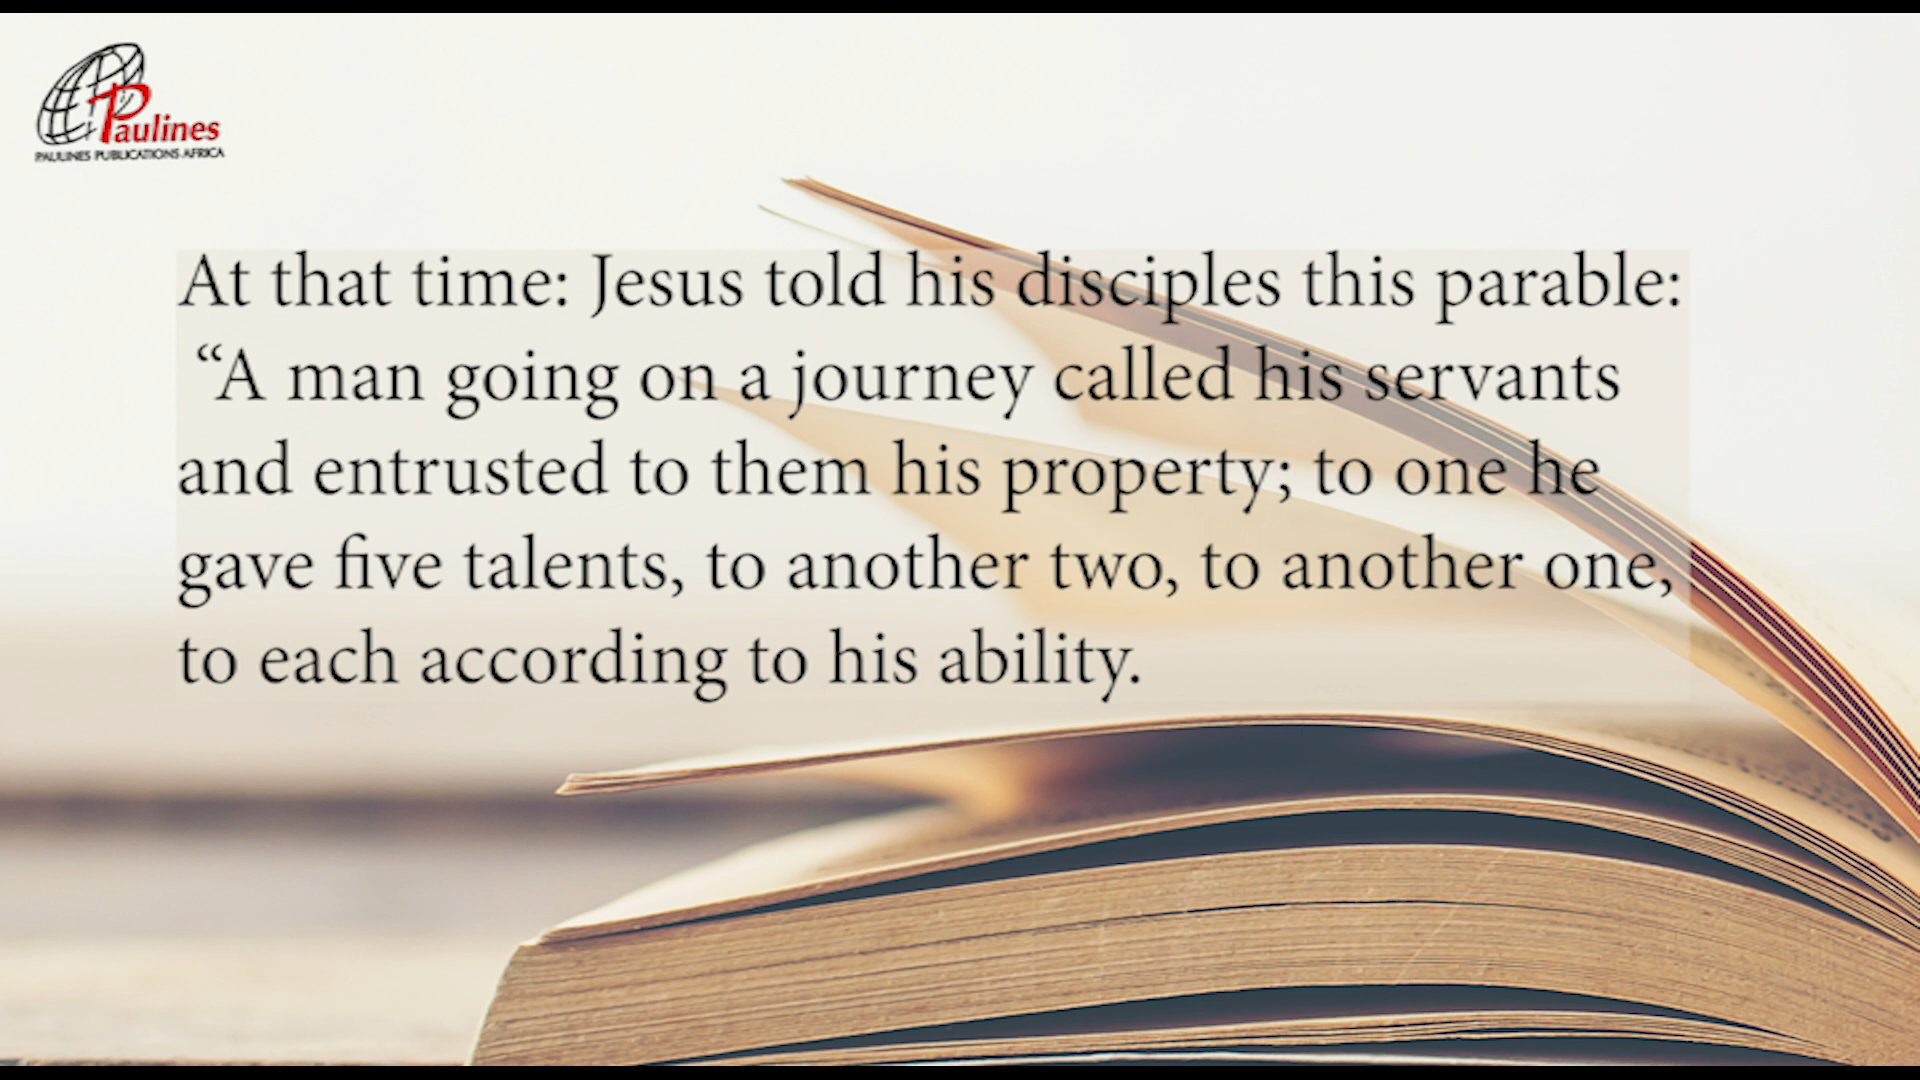 Paulines
PAULINES PUBLICATIONS AFRICA
At that time: Jesus told his disciples this parable:
“A man going on a journey called his servants
and entrusted to them his property; to one he
gave five talents, to another two, to another one,
to each according to his ability.